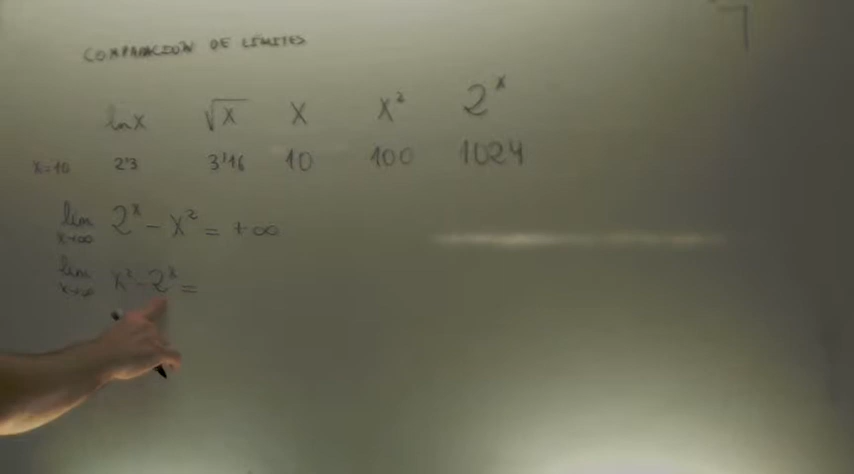 COMPARACIÓN DE LÍMITES
ln x √x x x² 2ˣ
x=10 2'3 3'16 10 100 1024
lim x→∞ 2ˣ - x² = +∞
lim x→∞ x² - 2ˣ =